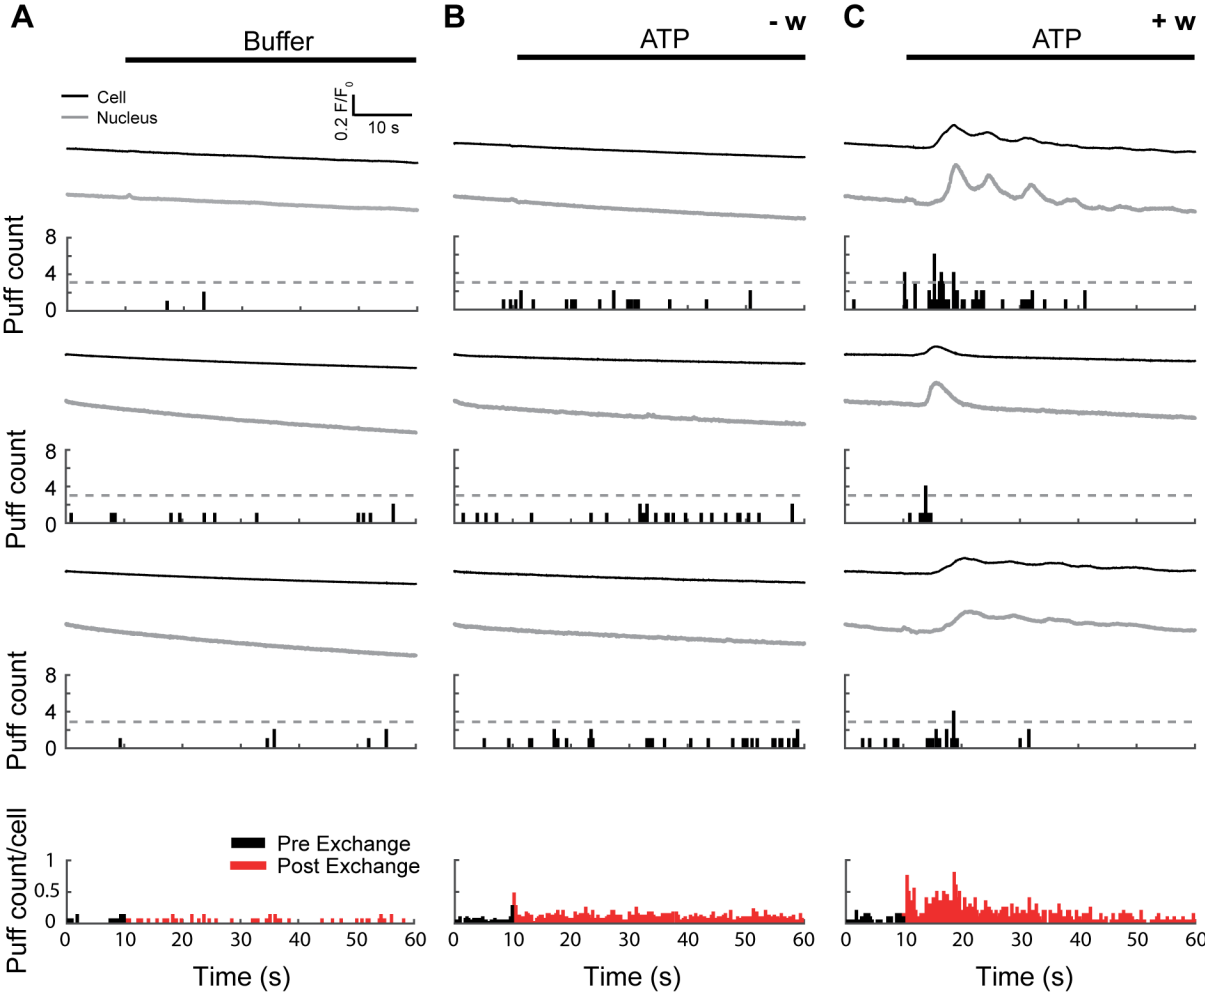 A
B
C
- w
+ w
Buffer
ATP
ATP
Cell
Nucleus
0.2 F/F0
10 s
Puff count
8
4
0
Puff count
8
4
0
Puff count
8
4
0
Puff count/cell
1
0.5
0
Pre Exchange
Post Exchange
0 10 20 30 40 50 60
0 10 20 30 40 50 60
0 10 20 30 40 50 60
Time (s)
Time (s)
Time (s)